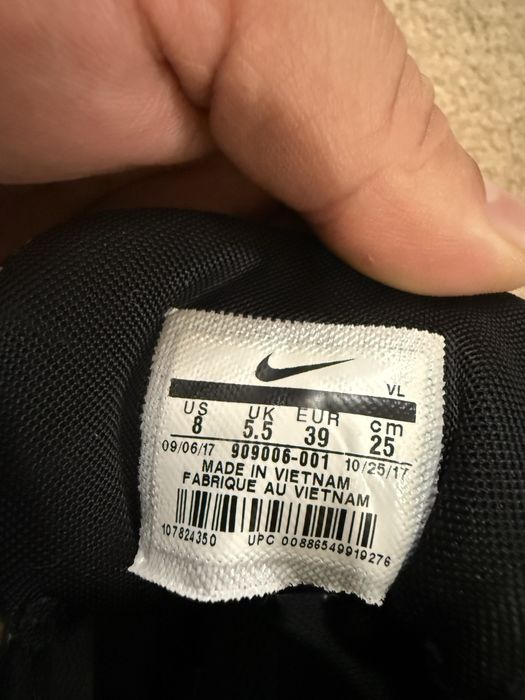 VL
US UK EUR cm
8 5.5 39 25
09/06/17 909006-001 10/25/17
MADE IN VIETNAM
FABRIQUE AU VIETNAM
107824350 UPC 00886549919276